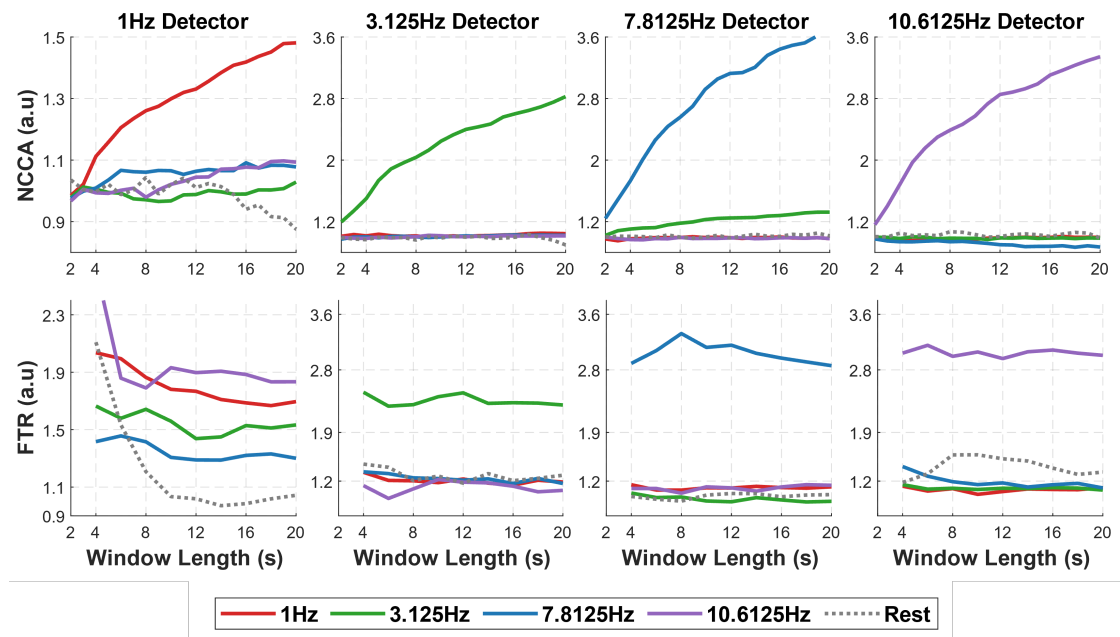 1Hz Detector 3.125Hz Detector 7.8125Hz Detector 10.6125Hz Detector
NCCA (a.u)
1.5 1.3 1.1 0.9
2 4 8 12 16 20
3.6 2.8 2 1.2
2 4 8 12 16 20
3.6 2.8 2 1.2
2 4 8 12 16 20
3.6 2.8 2 1.2
2 4 8 12 16 20
FTR (a.u)
2.3 1.9 1.5 1.1 0.9
2 4 8 12 16 20
3.6 2.8 1.9 1.2
2 4 8 12 16 20
3.6 2.8 1.9 1.2
2 4 8 12 16 20
3.6 2.8 1.9 1.2
2 4 8 12 16 20
Window Length (s) Window Length (s) Window Length (s) Window Length (s)
1Hz 3.125Hz 7.8125Hz 10.6125Hz Rest